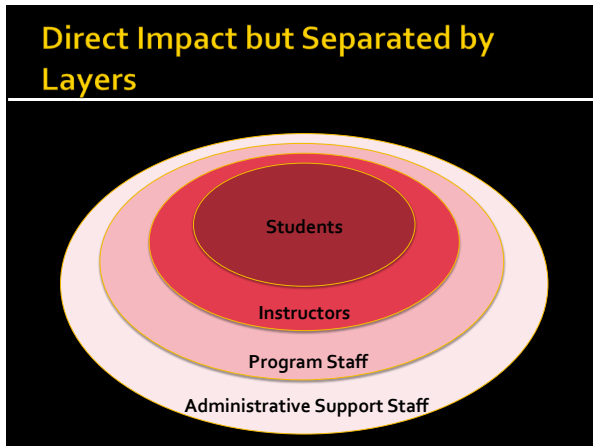 Direct Impact but Separated by
Layers
Students
Instructors
Program Staff
Administrative Support Staff